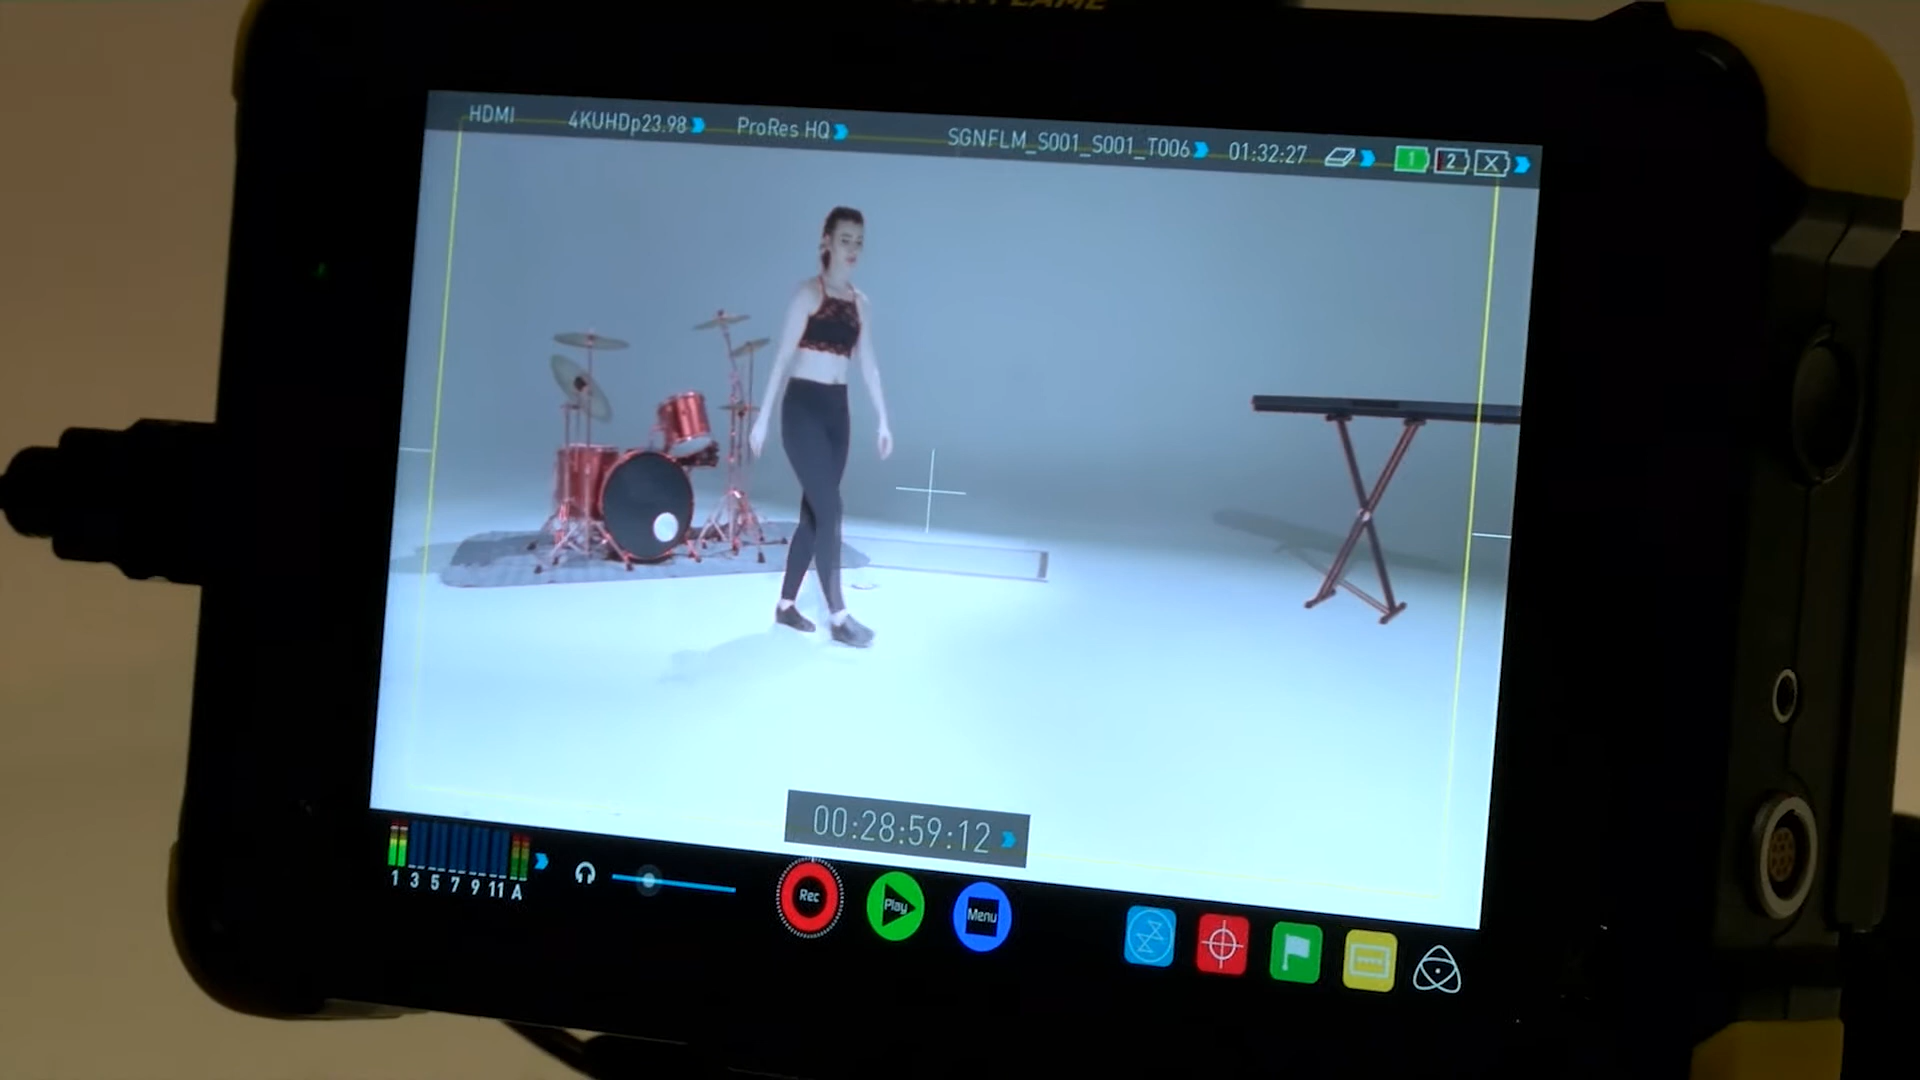 FLAME
HDMI 4KUHDp23.98 ProRes HQ SGNFLM_S001_S001_T006 01:32:27 1 2 X
00:28:59:12
1 3 5 7 9 11 A
Rec Play Menu